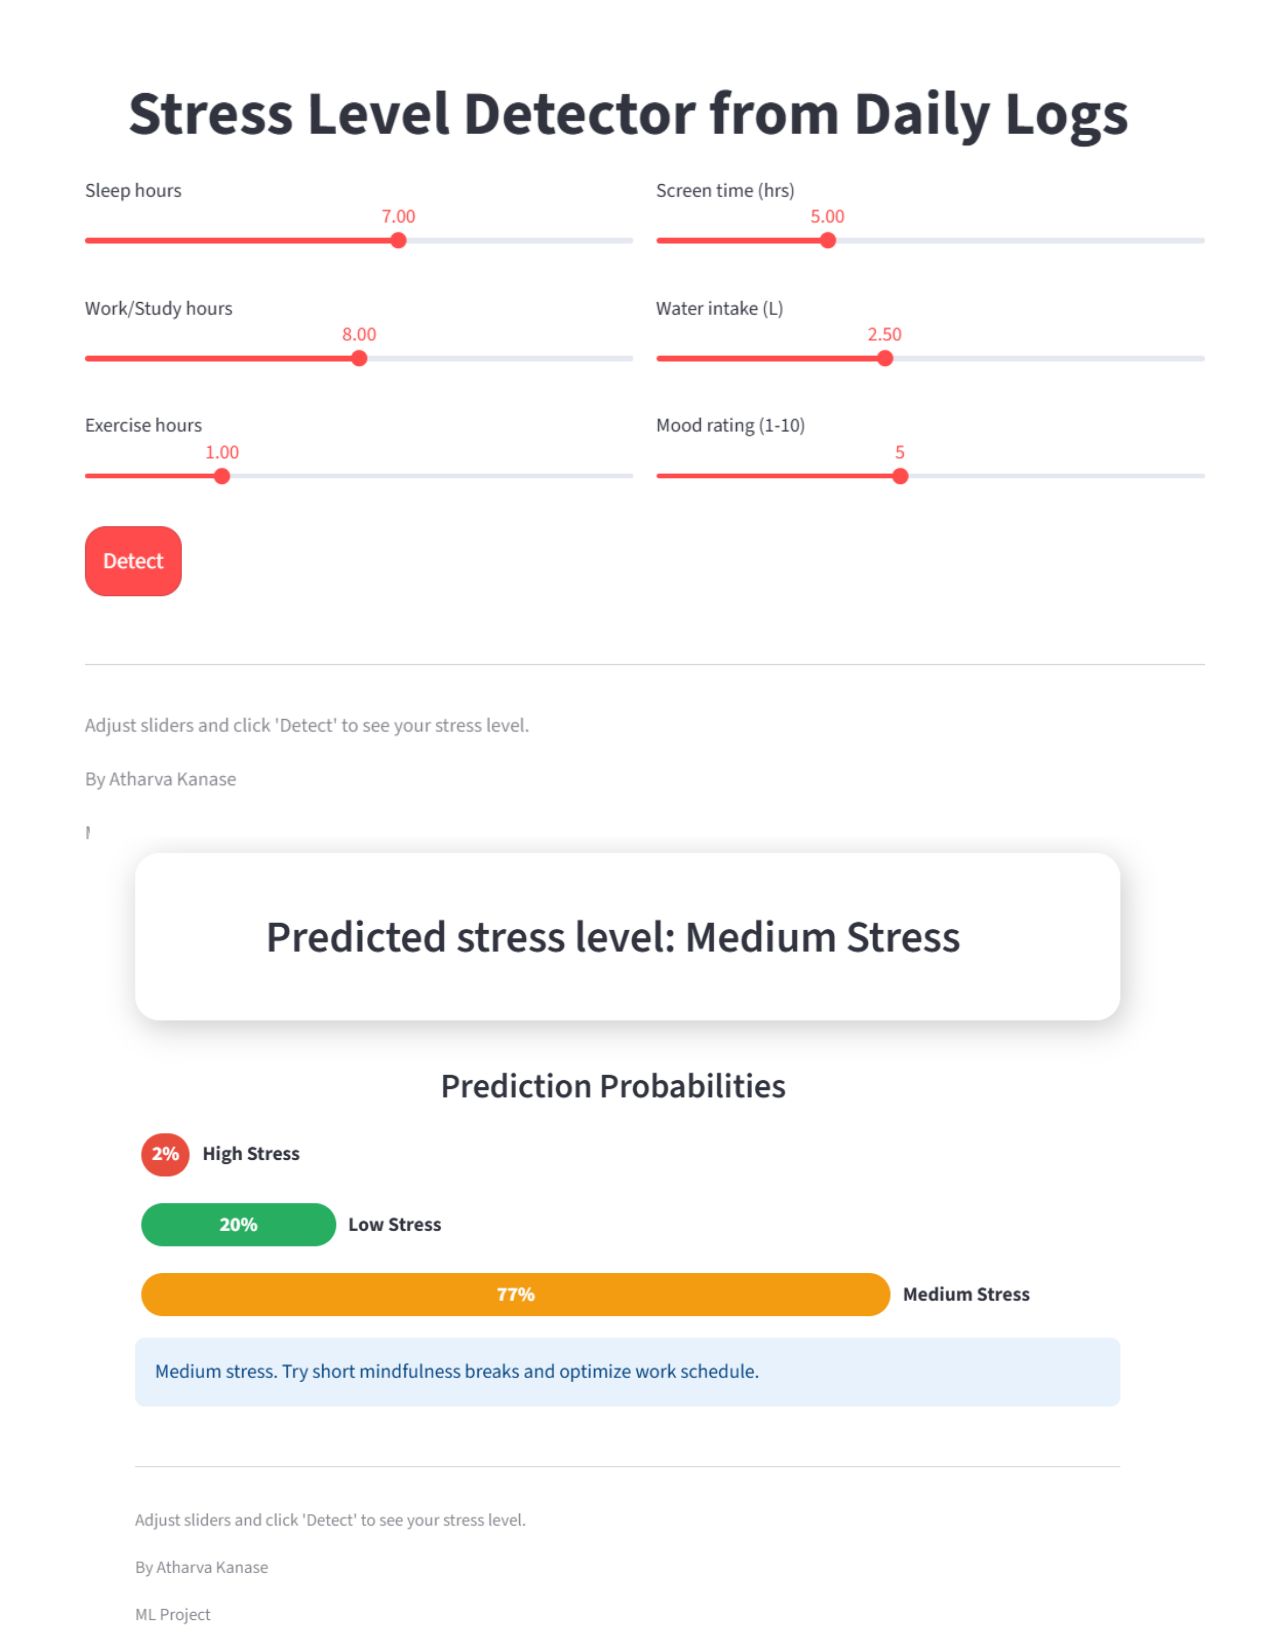 Stress Level Detector from Daily Logs
Sleep hours
7.00
Screen time (hrs)
5.00
Work/Study hours
8.00
Water intake (L)
2.50
Exercise hours
1.00
Mood rating (1-10)
5
Detect
Adjust sliders and click 'Detect' to see your stress level.
By Atharva Kanase
Predicted stress level: Medium Stress
Prediction Probabilities
2% High Stress
20% Low Stress
77% Medium Stress
Medium stress. Try short mindfulness breaks and optimize work schedule.
Adjust sliders and click 'Detect' to see your stress level.
By Atharva Kanase
ML Project